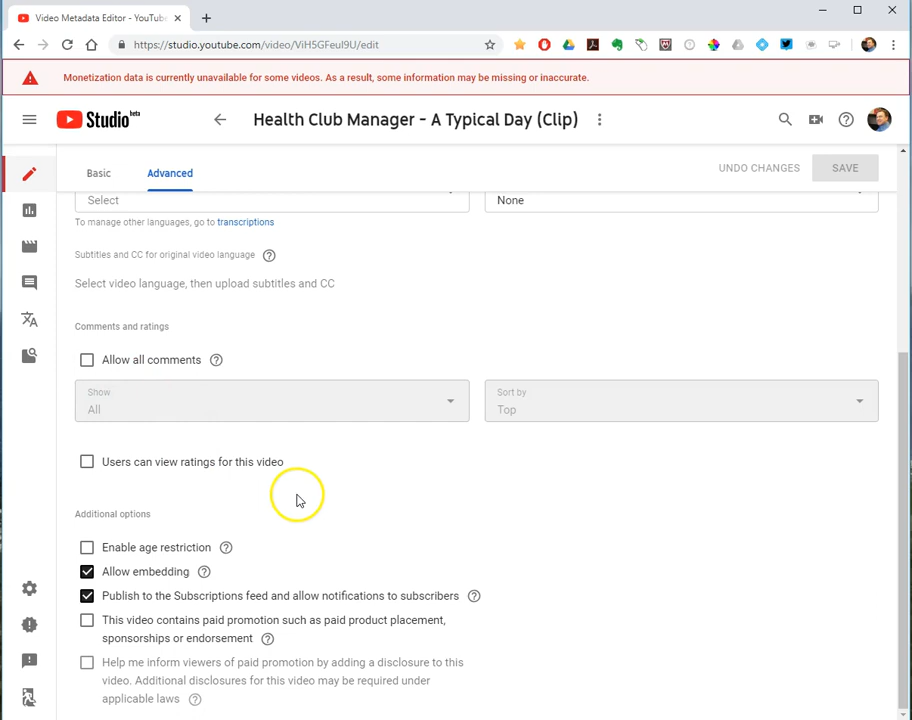 Video Metadata Editor - YouTube
https://studio.youtube.com/video/ViH5GFeuI9U/edit
Monetization data is currently unavailable for some videos. As a result, some information may be missing or inaccurate.
Studio beta
Health Club Manager - A Typical Day (Clip)
Basic
Advanced
UNDO CHANGES
SAVE
Select
None
To manage other languages, go to transcriptions
Subtitles and CC for original video language
Select video language, then upload subtitles and CC
Comments and ratings
Allow all comments
Show
All
Sort by
Top
Users can view ratings for this video
Additional options
Enable age restriction
Allow embedding
Publish to the Subscriptions feed and allow notifications to subscribers
This video contains paid promotion such as paid product placement,
sponsorships or endorsement
Help me inform viewers of paid promotion by adding a disclosure to this
video. Additional disclosures for this video may be required under
applicable laws